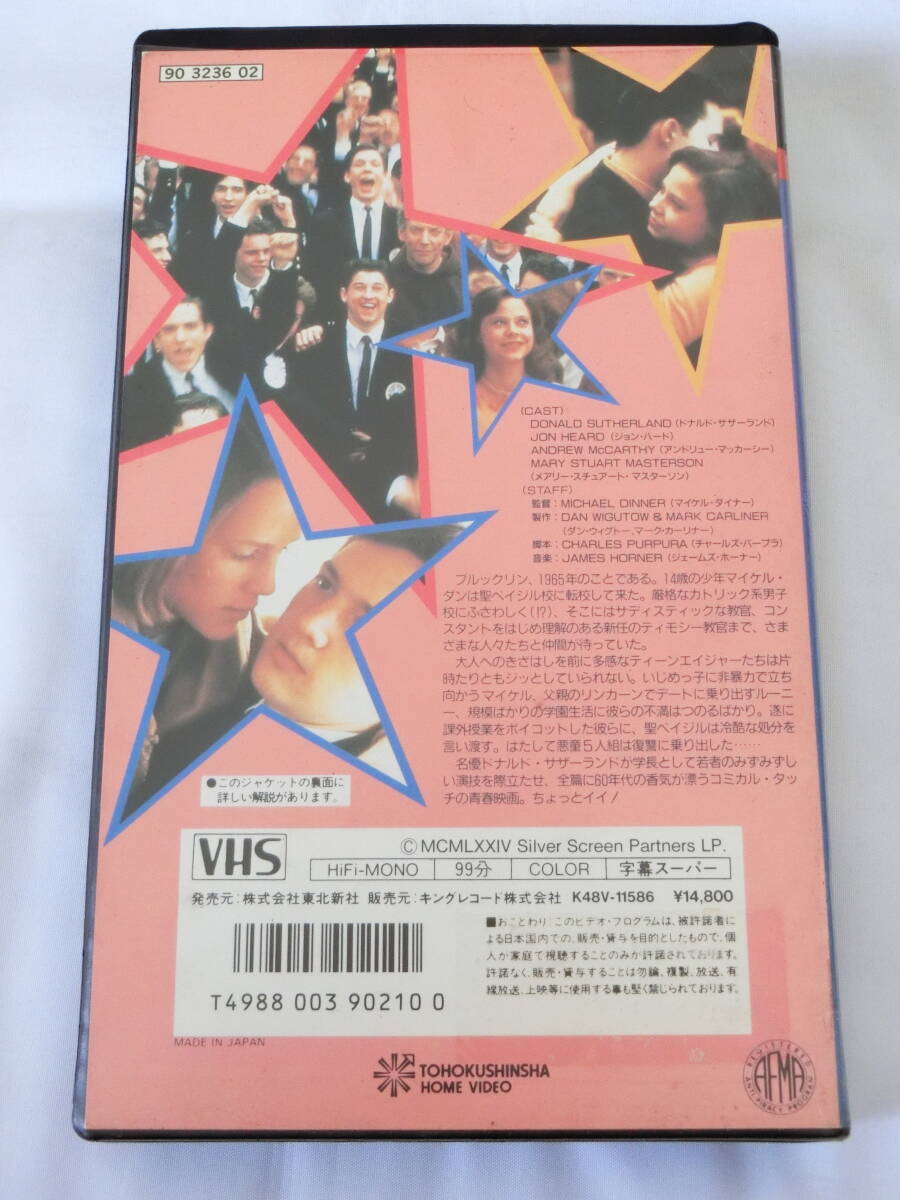 90 3236 02
〔CAST〕
DONALD SUTHERLAND (ドナルド・サザーランド)
JON HEARD (ジョン・ハード)
ANDREW McCARTHY (アンドリュー・マッカーシー)
MARY STUART MASTERSON
(メアリー・スチュアート・マスターソン)
〔STAFF〕
監督：MICHAEL DINNER (マイケル・ダイナー)
製作：DAN WIGUTOW & MARK CARLINER
(ダン・ウィグトー、マーク・カーリナー)
脚本：CHARLES PURPURA (チャールズ・パープラ)
音楽：JAMES HORNER (ジェームズ・ホーナー)
ブルックリン、1965年のことである。14歳の少年マイケル・
ダンは聖ベイジル校に転校して来た。厳格なカトリック系男子
校にふさわしく(!?)、そこにはサディスティックな教官、コン
スタントをはじめ理解のある新任のティモシー教官まで、さま
ざまな人々たちと仲間が待っていた。
大人へのきざはしを前に多感なティーンエイジャーたちは片
時たりともジッとしていられない。いじめっ子に非暴力で立ち
向かうマイケル、父親のリンカーンでデートに乗り出すルーニ
ー、規模ばかりの学園生活に彼らの不満はつのるばかり。遂に
課外授業をボイコットした彼らに、聖ベイジルは冷酷な処分を
言い渡す。はたして悪童5人組は復讐に乗り出した……
名優ドナルド・サザーランドが学長として若者のみずみずし
い演技を際立たせ、全篇に60年代の香気が漂うコミカル・タッ
チの青春映画。ちょっとイイ！
●このジャケットの裏面に
詳しい解説があります。
VHS
©MCMLXXIV Silver Screen Partners LP.
HiFi-MONO 99分 COLOR 字幕スーパー
発売元：株式会社東北新社 販売元：キングレコード株式会社 K48V-11586 ¥14,800
■おことわり：このビデオ・プログラムは、被許諾者に
よる日本国内での、販売・貸与を目的としたもので、個
人が家庭で視聴することのみが許諾されております。
許諾なく、販売・貸与することは勿論、複製、放送、有
線放送、上映等に使用する事も堅く禁じられております。
T4988 003 90210 0
MADE IN JAPAN
TOHOKUSHINSHA
HOME VIDEO
REGISTERED
AFMA
ANTI-PIRACY PROGRAM